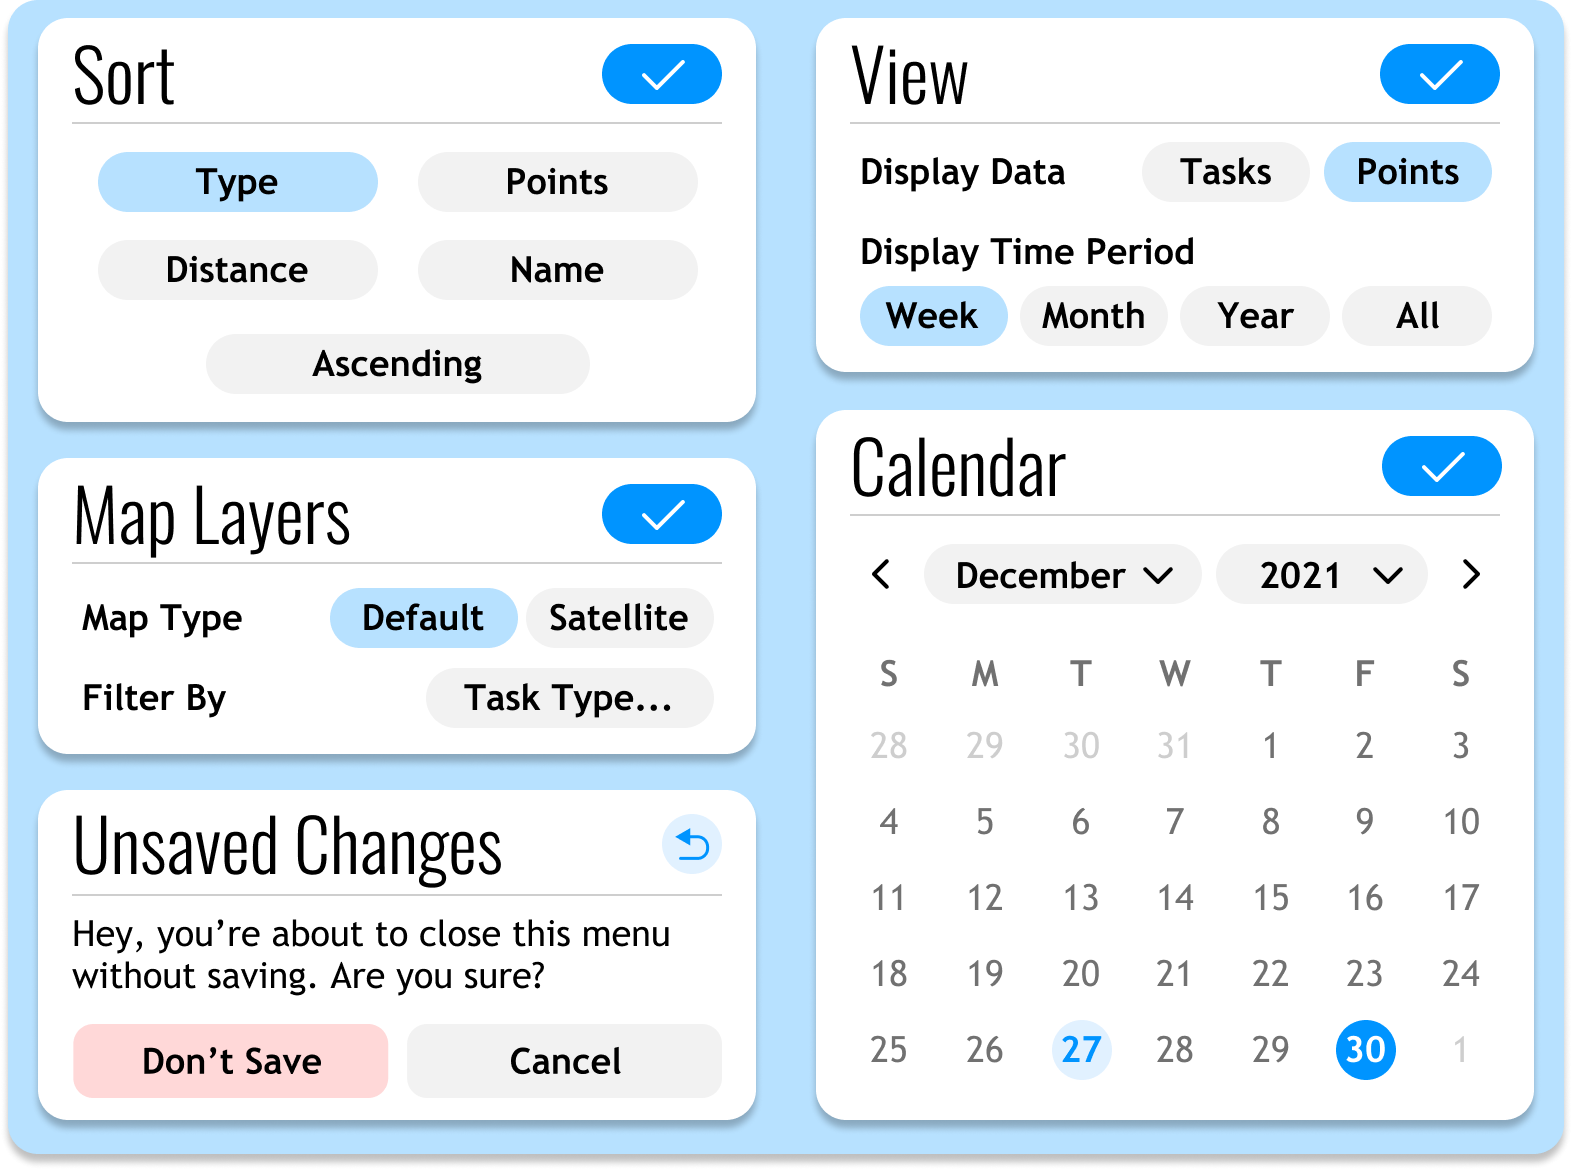 Sort
Type Points
Distance Name
Ascending
Map Layers
Map Type Default Satellite
Filter By Task Type...
Unsaved Changes
Hey, you’re about to close this menu
without saving. Are you sure?
Don’t Save Cancel
View
Display Data Tasks Points
Display Time Period
Week Month Year All
Calendar
December 2021
S M T W T F S
28 29 30 31 1 2 3
4 5 6 7 8 9 10
11 12 13 14 15 16 17
18 19 20 21 22 23 24
25 26 27 28 29 30 1